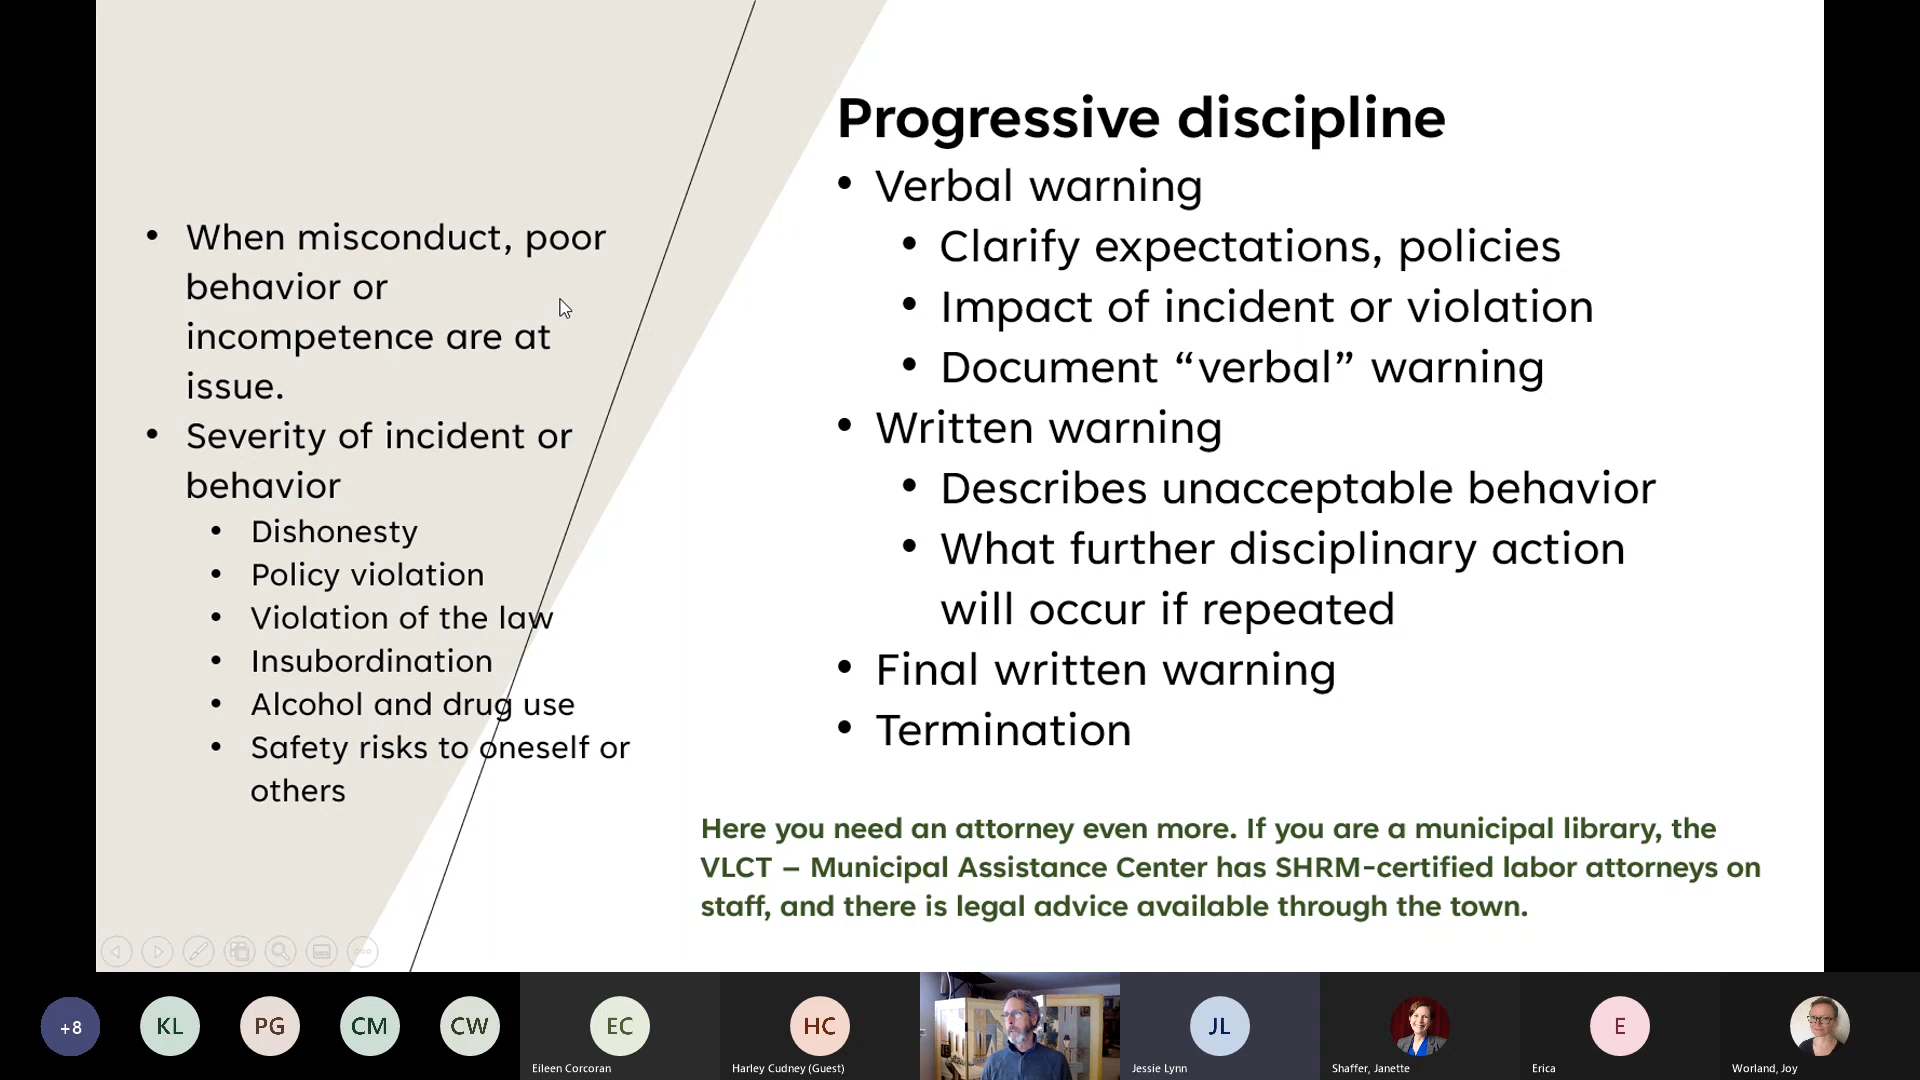 Progressive discipline
• When misconduct, poor
behavior or
incompetence are at
issue.
• Severity of incident or
behavior
• Dishonesty
• Policy violation
• Violation of the law
• Insubordination
• Alcohol and drug use
• Safety risks to oneself or
others
• Verbal warning
• Clarify expectations, policies
• Impact of incident or violation
• Document “verbal” warning
• Written warning
• Describes unacceptable behavior
• What further disciplinary action
will occur if repeated
• Final written warning
• Termination
Here you need an attorney even more. If you are a municipal library, the
VLCT – Municipal Assistance Center has SHRM-certified labor attorneys on
staff, and there is legal advice available through the town.
+8
KL
PG
CM
CW
EC
Eileen Corcoran
HC
Harley Cudney (Guest)
JL
Jessie Lynn
Shaffer, Janette
E
Erica
Worland, Joy